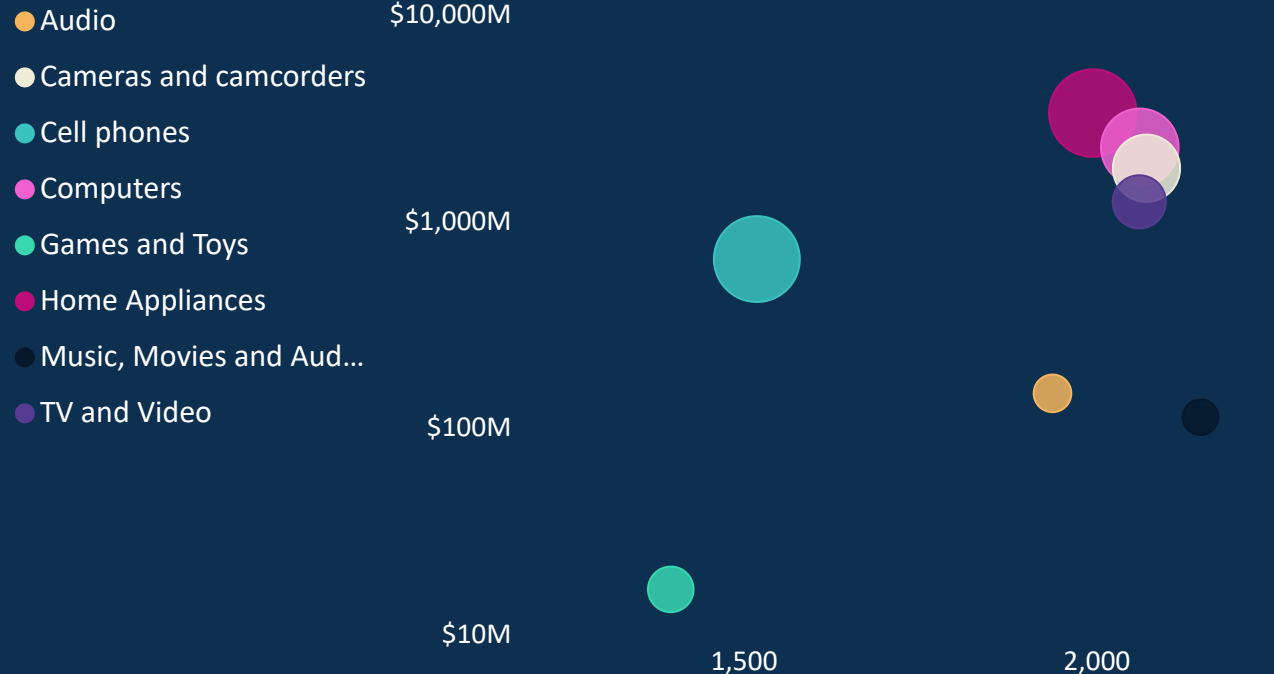 Audio
Cameras and camcorders
Cell phones
Computers
Games and Toys
Home Appliances
Music, Movies and Aud...
TV and Video
$10,000M
$1,000M
$100M
$10M
1,500
2,000